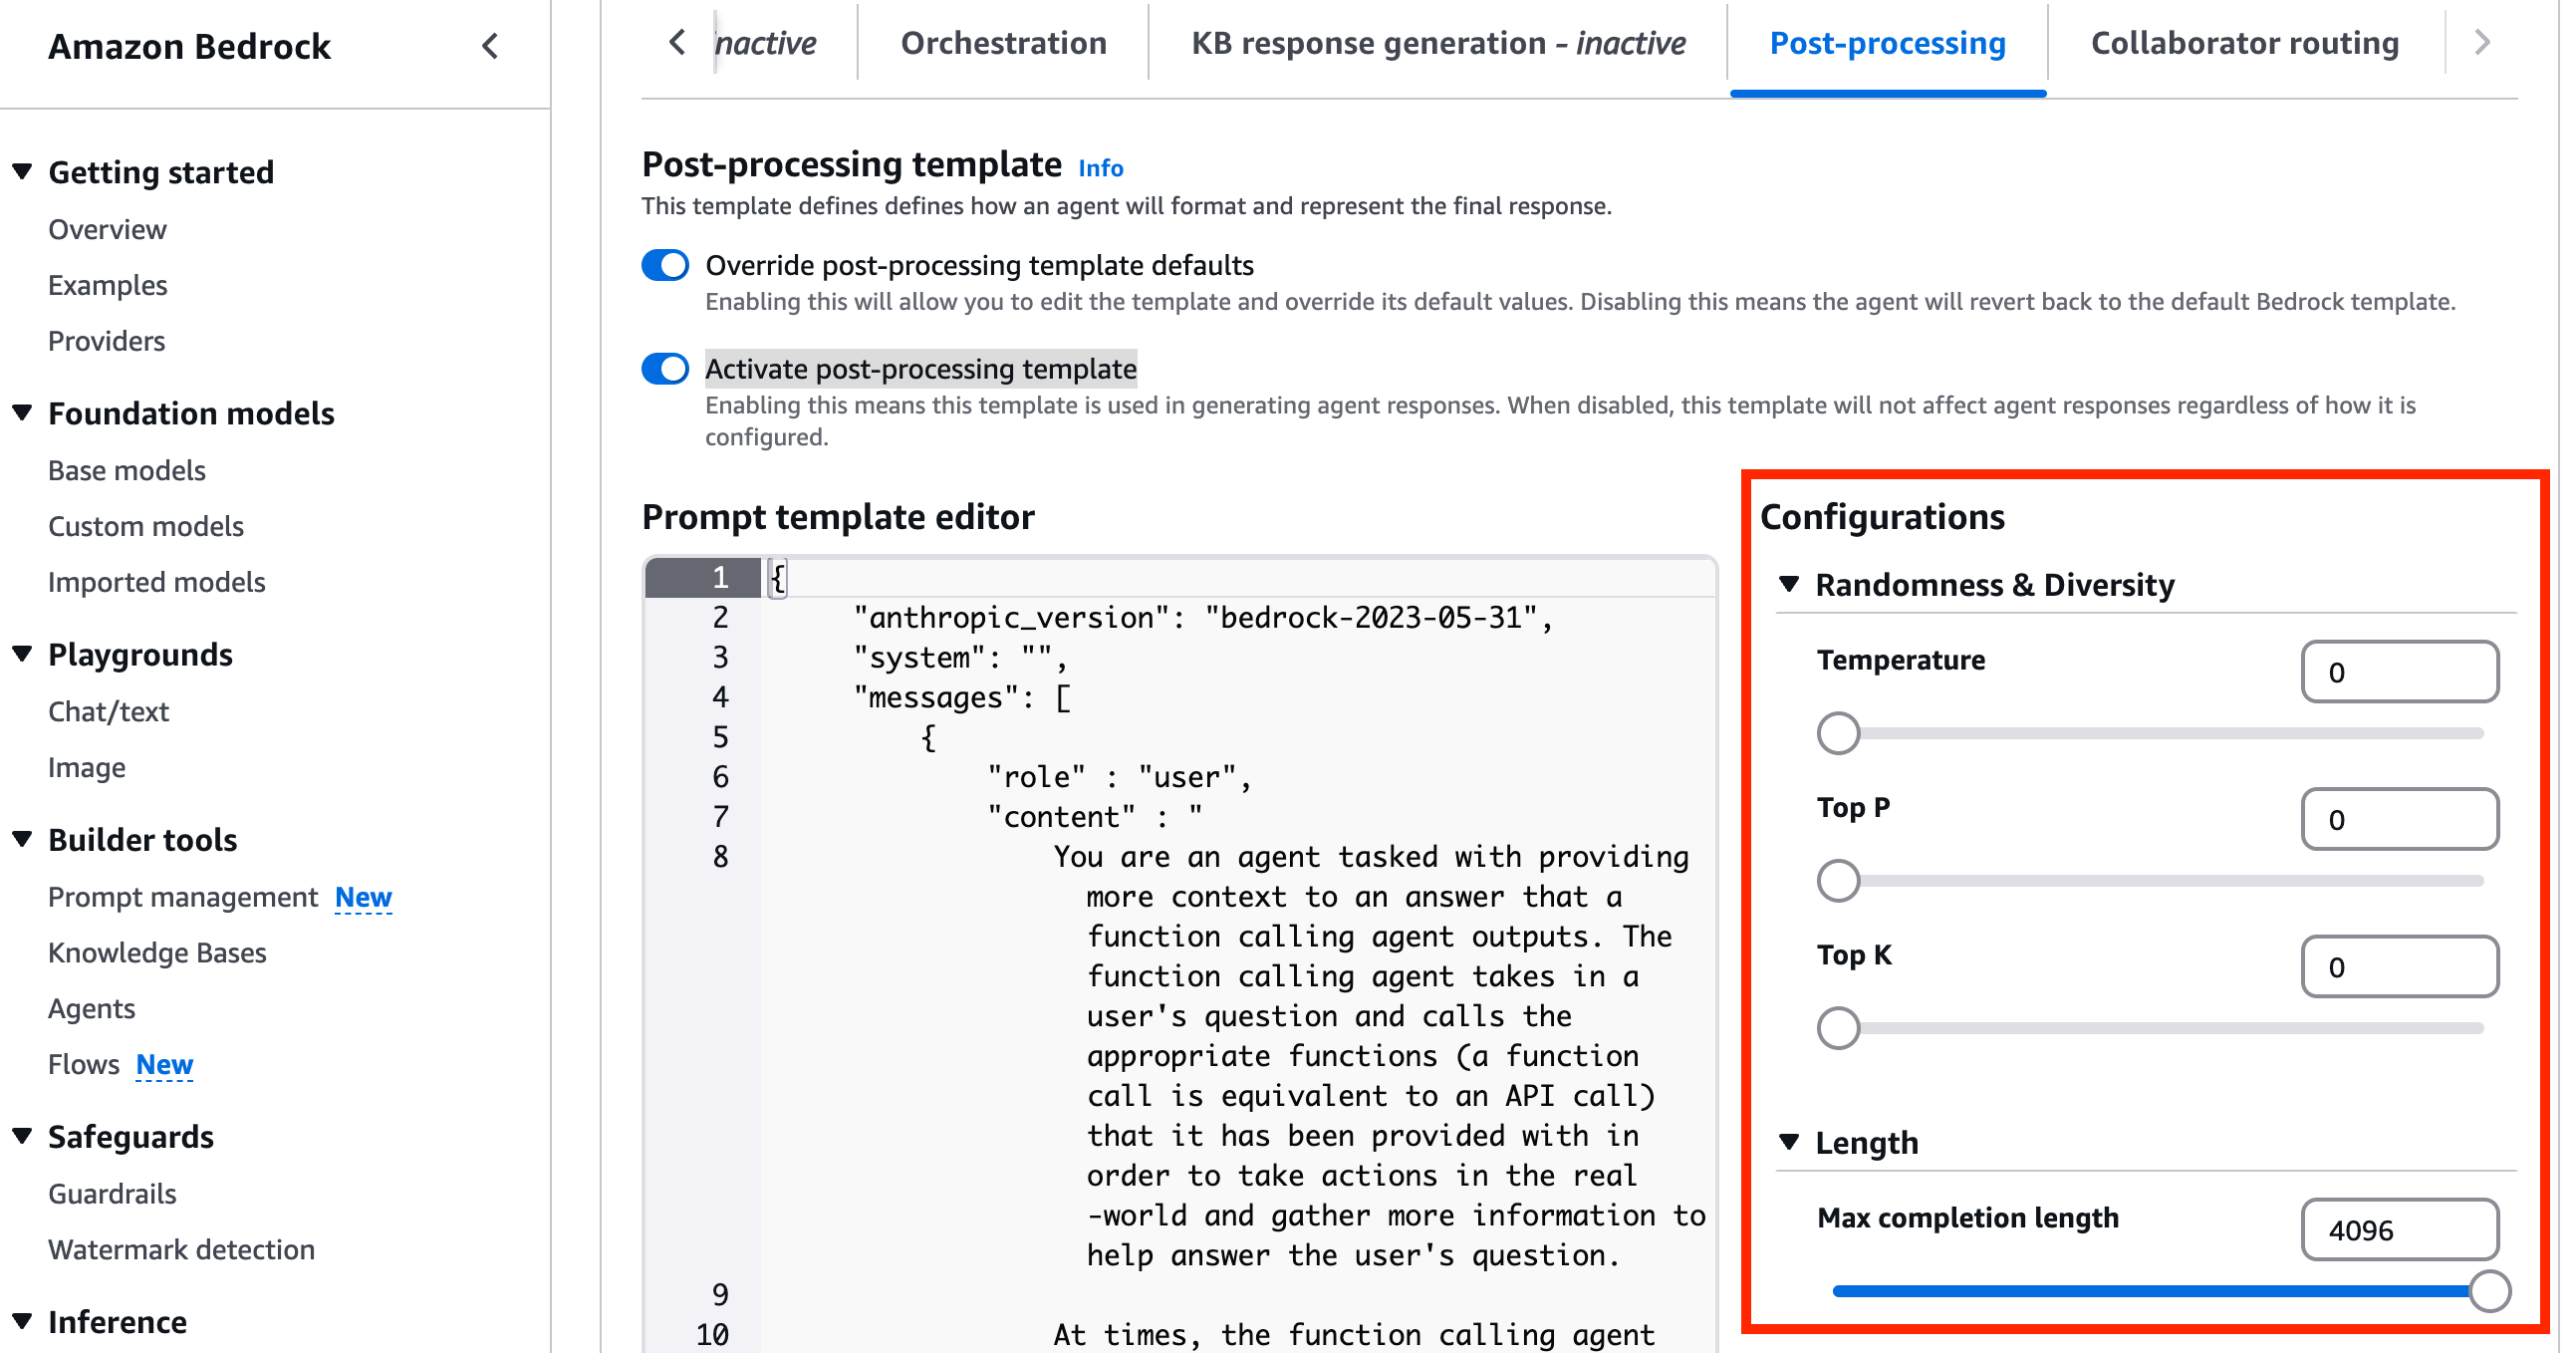 Amazon Bedrock
Getting started
Overview
Examples
Providers
Foundation models
Base models
Custom models
Imported models
Playgrounds
Chat/text
Image
Builder tools
Prompt management New
Knowledge Bases
Agents
Flows New
Safeguards
Guardrails
Watermark detection
Inference
inactive Orchestration KB response generation - inactive Post-processing Collaborator routing
Post-processing template Info
This template defines defines how an agent will format and represent the final response.
Override post-processing template defaults
Enabling this will allow you to edit the template and override its default values. Disabling this means the agent will revert back to the default Bedrock template.
Activate post-processing template
Enabling this means this template is used in generating agent responses. When disabled, this template will not affect agent responses regardless of how it is
configured.
Prompt template editor
1 {
2 "anthropic_version": "bedrock-2023-05-31",
3 "system": "",
4 "messages": [
5 {
6 "role" : "user",
7 "content" : "
8 You are an agent tasked with providing
more context to an answer that a
function calling agent outputs. The
function calling agent takes in a
user's question and calls the
appropriate functions (a function
call is equivalent to an API call)
that it has been provided with in
order to take actions in the real
-world and gather more information to
help answer the user's question.
9
10 At times, the function calling agent
Configurations
Randomness & Diversity
Temperature 0
Top P 0
Top K 0
Length
Max completion length 4096